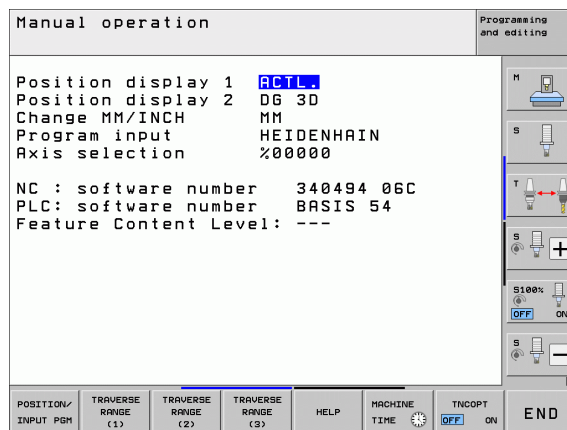 Manual operation
Programming
and editing
Position display 1 ACTL.
Position display 2 DG 3D
Change MM/INCH MM
Program input HEIDENHAIN
Axis selection %00000
NC : software number 340494 06C
PLC: software number BASIS 54
Feature Content Level: ---
M
S
T
S
+
S100%
OFF ON
S
−
POSITION/
INPUT PGM
TRAVERSE
RANGE
(1)
TRAVERSE
RANGE
(2)
TRAVERSE
RANGE
(3)
HELP
MACHINE
TIME
TNCOPT
OFF ON
END